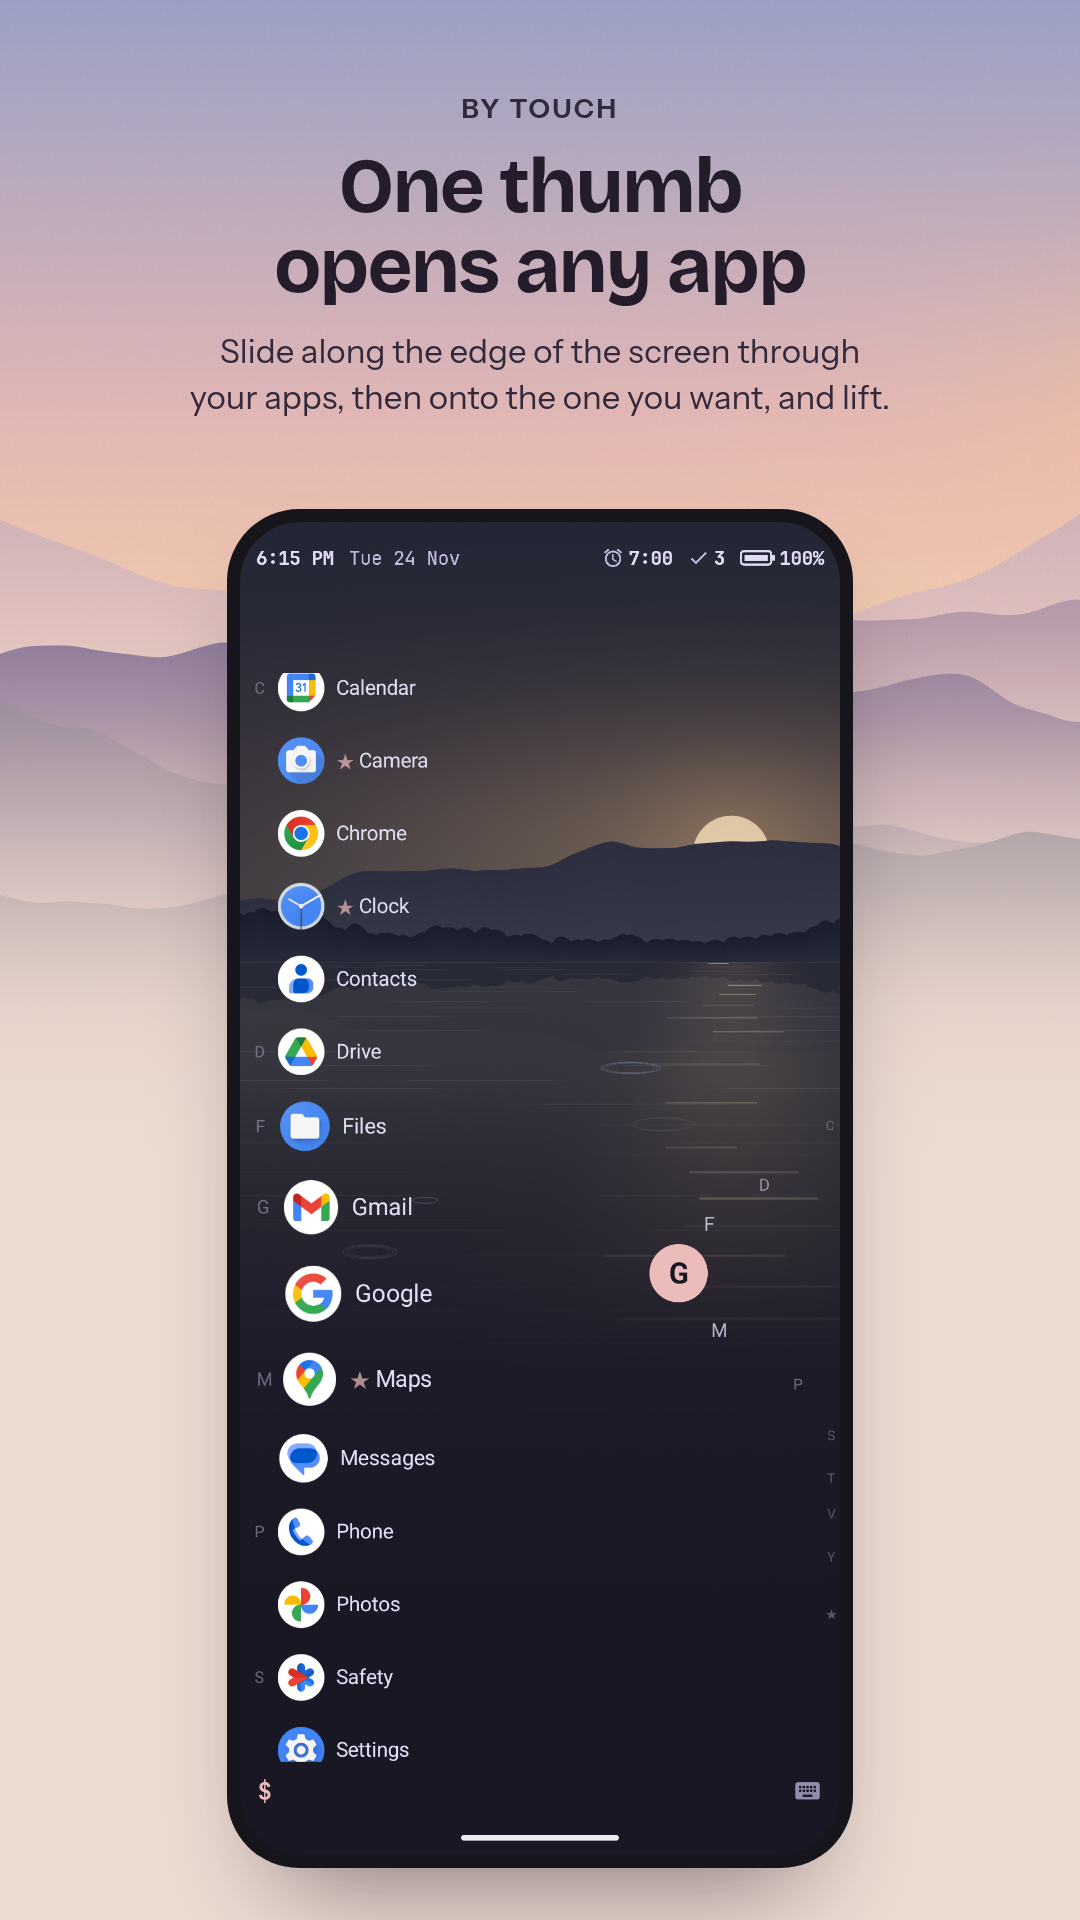 BY TOUCH
One thumb
opens any app
Slide along the edge of the screen through
your apps, then onto the one you want, and lift.
6:15 PM Tue 24 Nov 7:00 3 100%
C 31 Calendar
★ Camera
Chrome
★ Clock
Contacts
D Drive
F Files
C
G Gmail
D
F
Google
G
M
M ★ Maps
P
Messages
S
T
P Phone
V
Y
Photos
★
S Safety
Settings
$